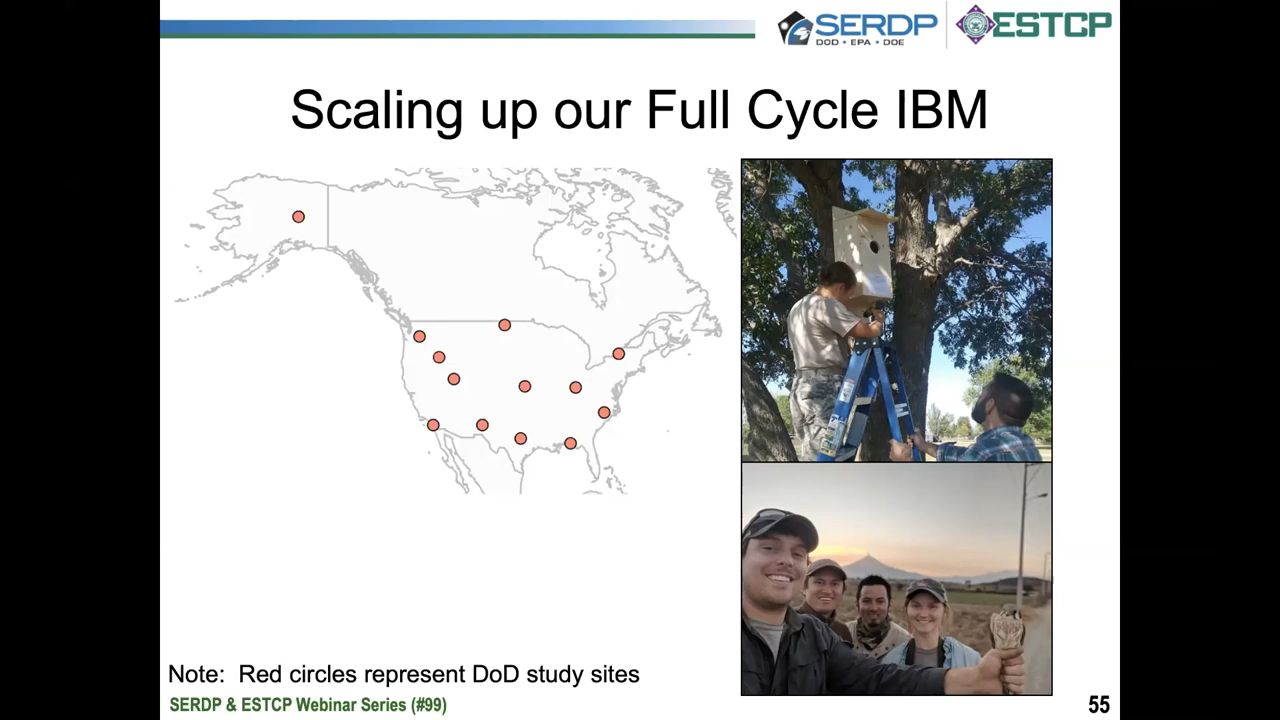 SERDP
DOD • EPA • DOE
ESTCP
Scaling up our Full Cycle IBM
Note: Red circles represent DoD study sites
SERDP & ESTCP Webinar Series (#99)
55